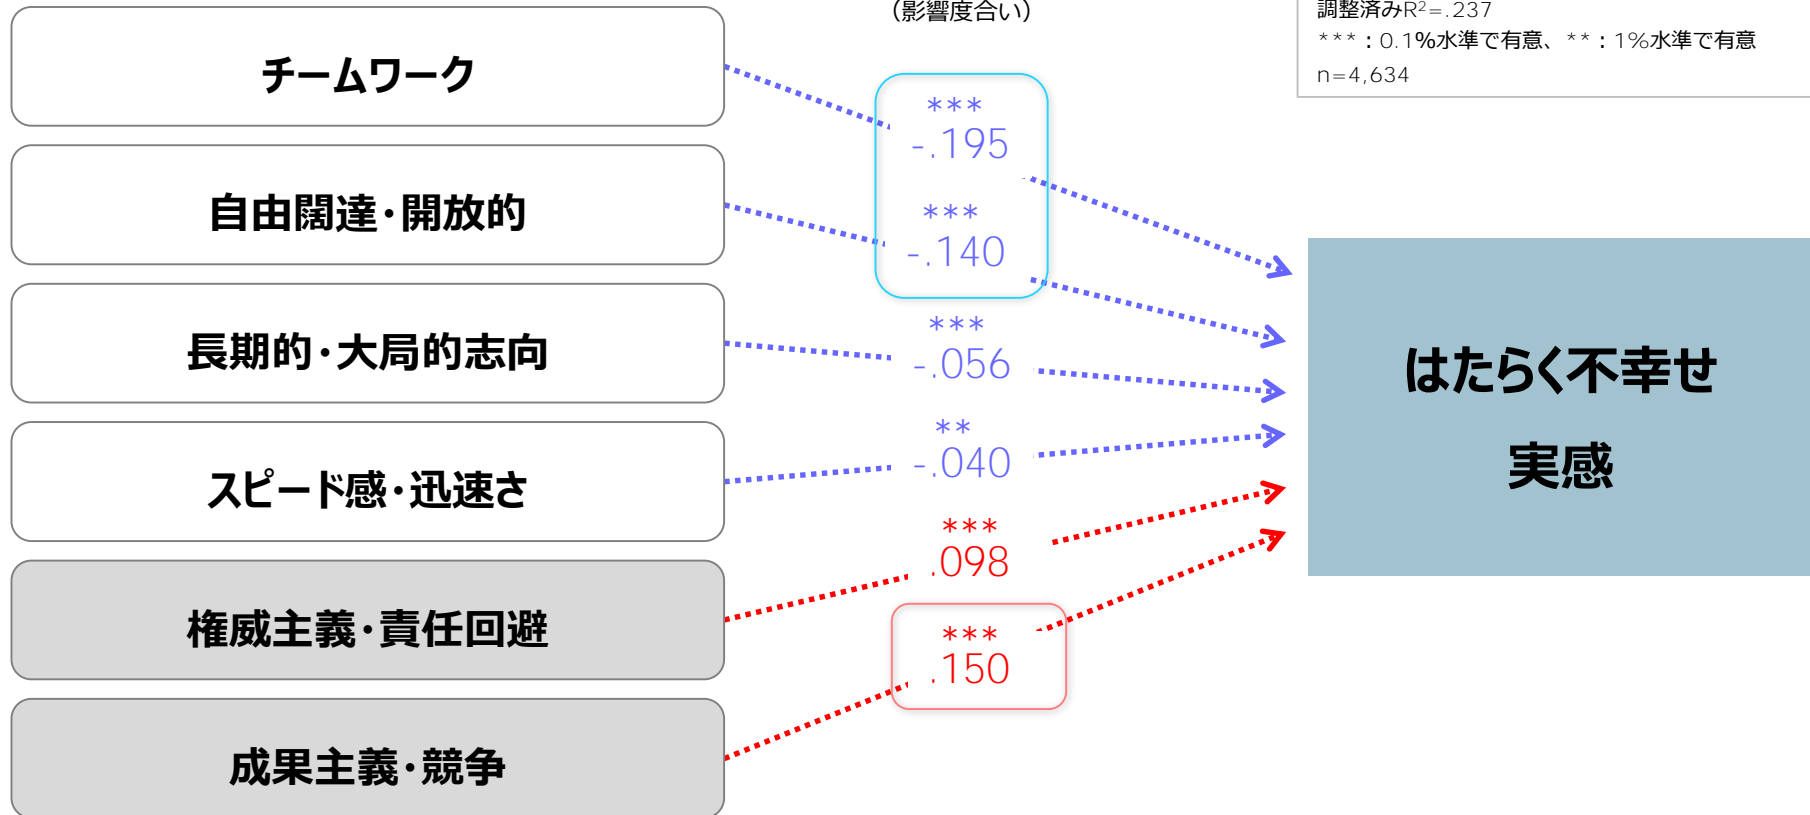 （影響度合い）
調整済みR²=.237
***：0.1%水準で有意、**：1%水準で有意
n=4,634
チームワーク
***
-.195
自由闊達・開放的
***
-.140
長期的・大局的志向
***
-.056
スピード感・迅速さ
**
-.040
権威主義・責任回避
***
.098
成果主義・競争
***
.150
はたらく不幸せ
実感